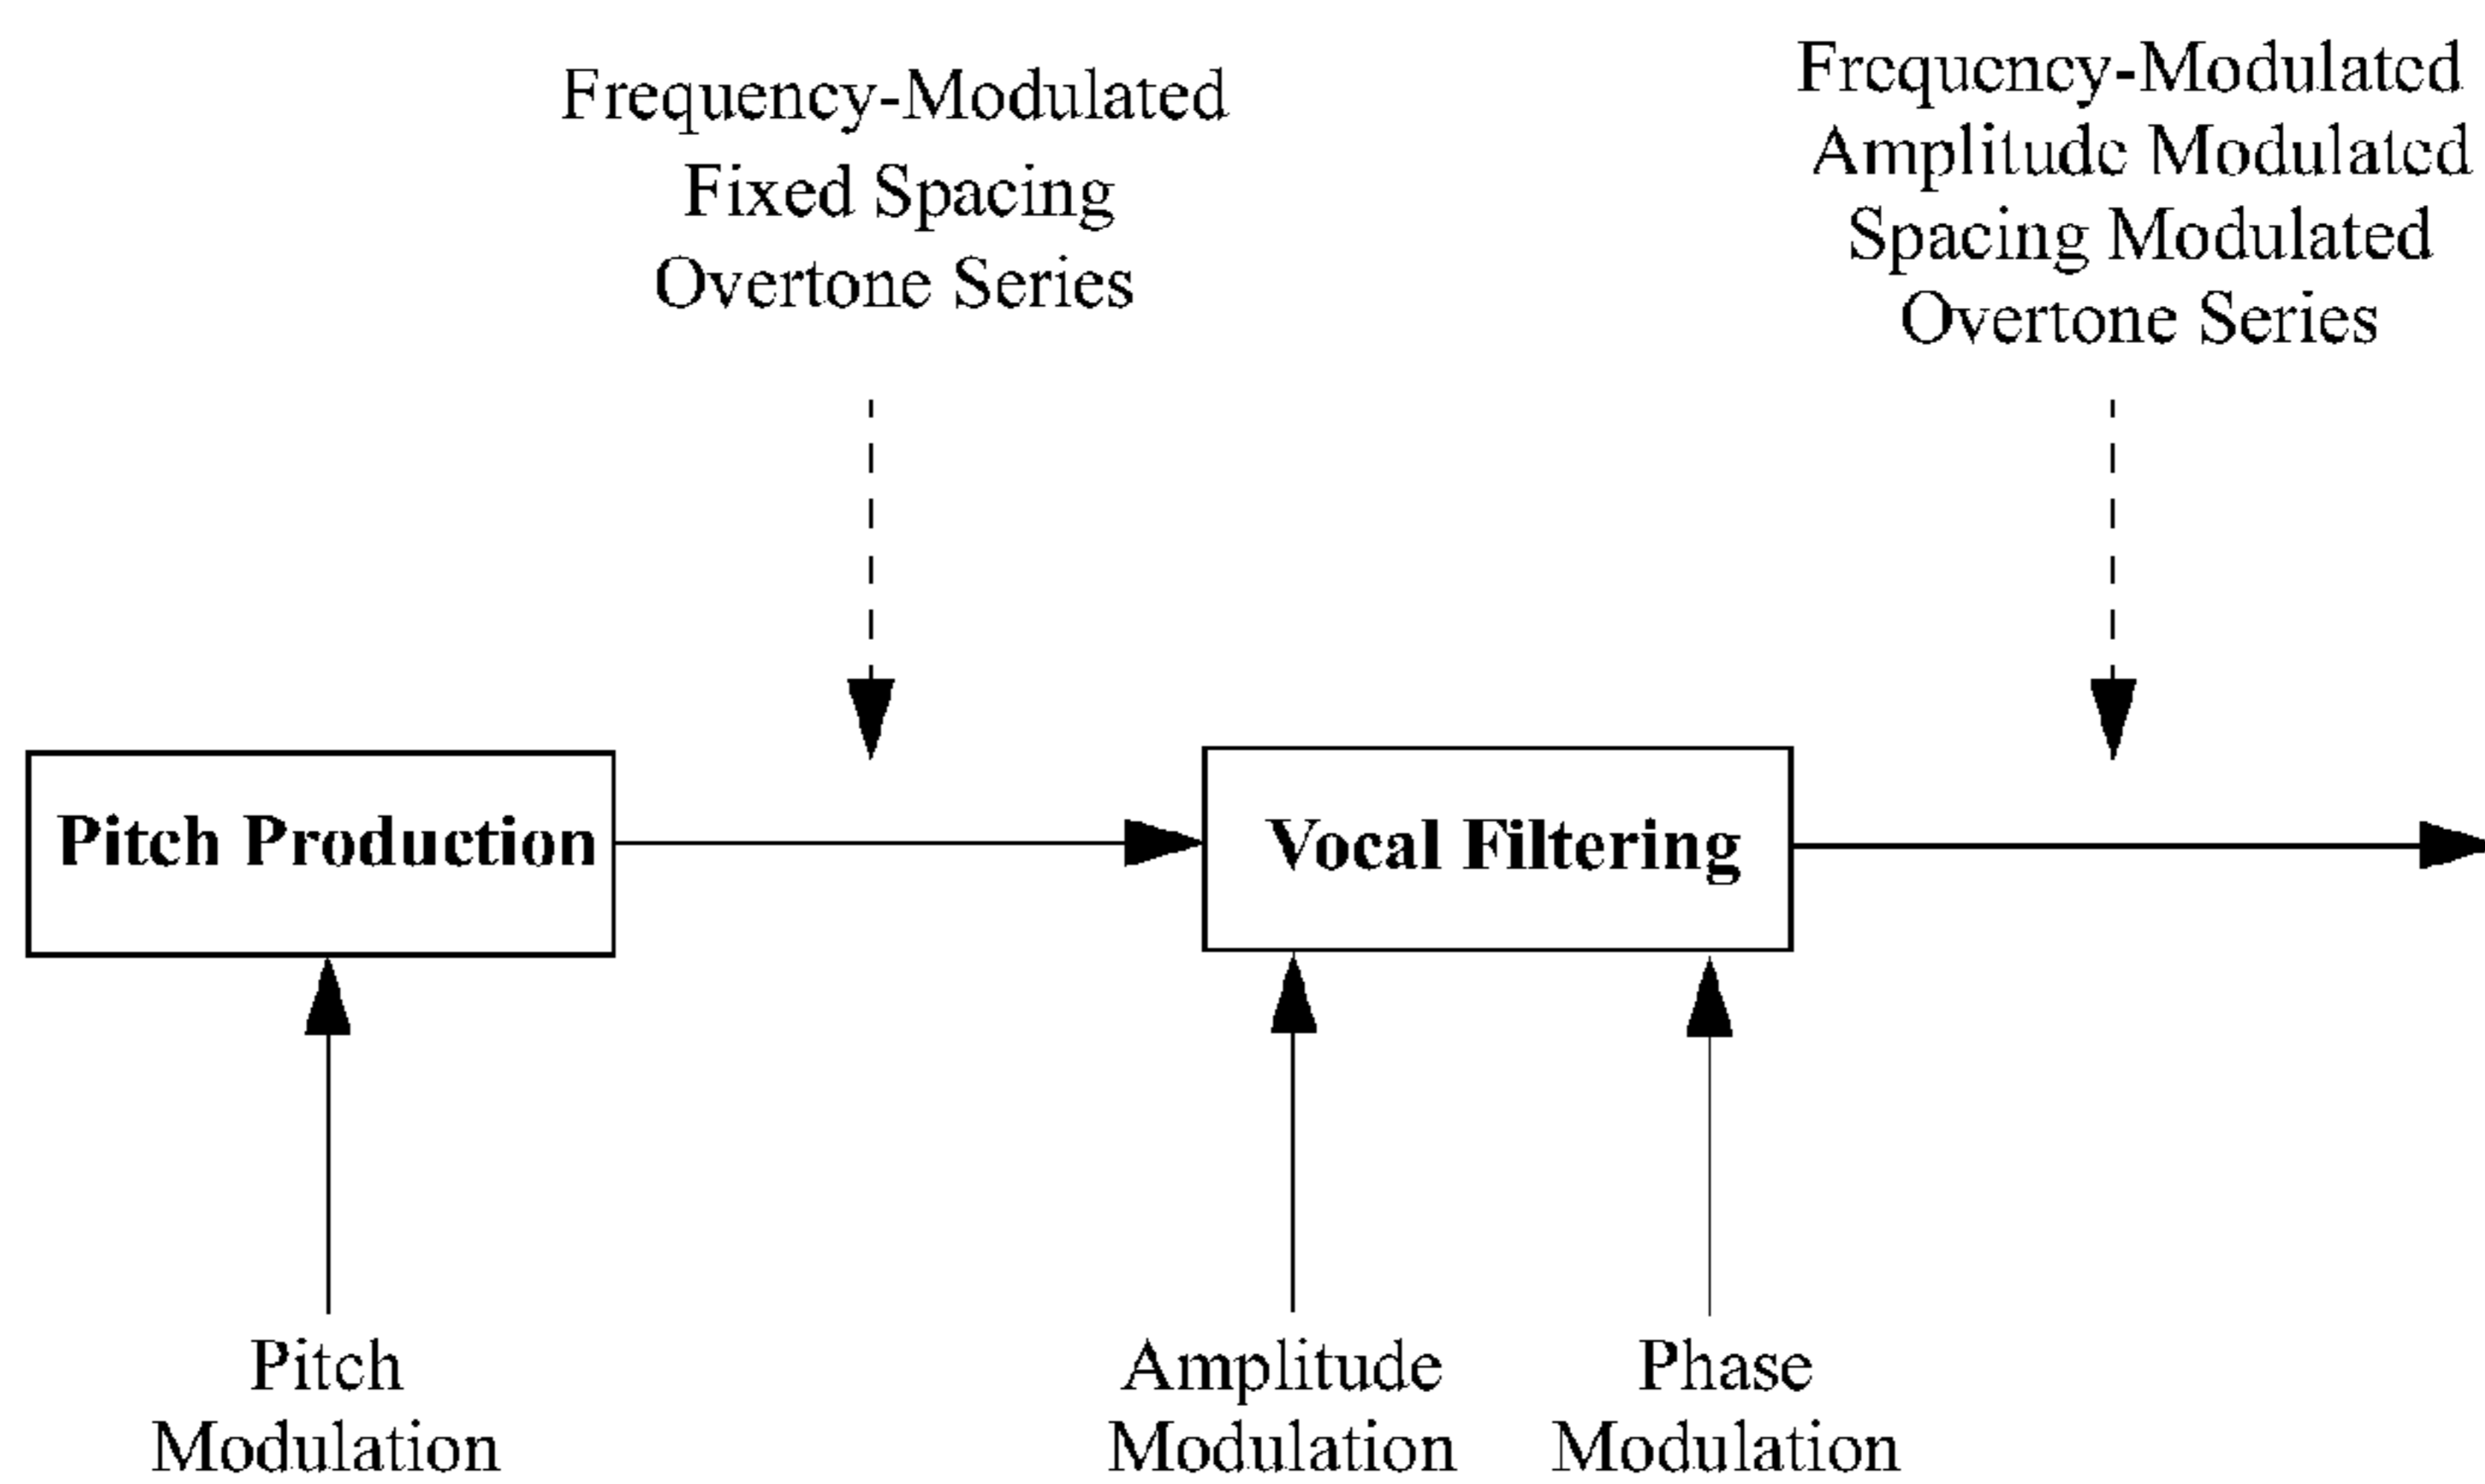 Frequency-Modulated
Fixed Spacing
Overtone Series
Frequency-Modulated
Amplitude Modulated
Spacing Modulated
Overtone Series
Pitch Production
Vocal Filtering
Pitch
Modulation
Amplitude
Modulation
Phase
Modulation